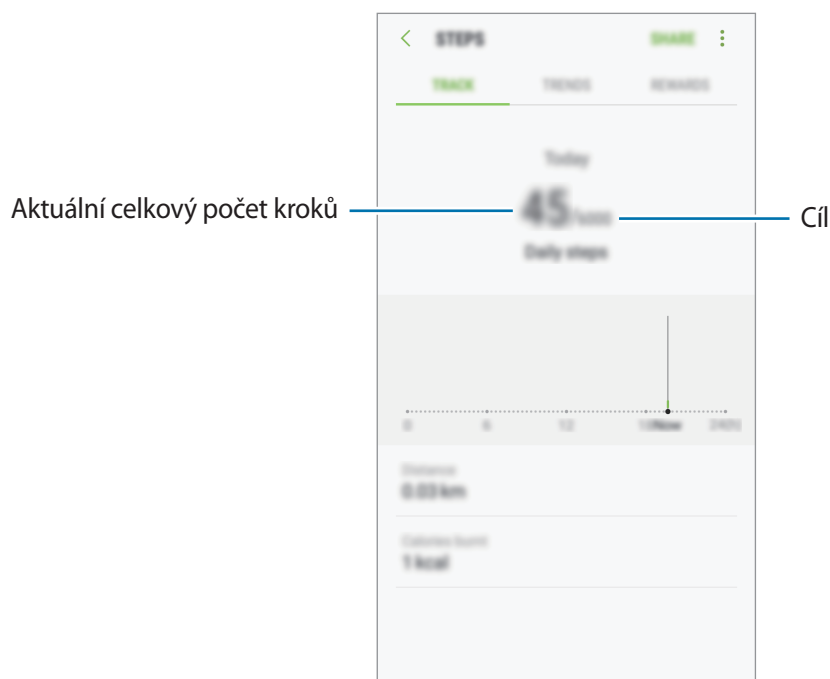 STEPS
SHARE
TRACK
TRENDS
REWARDS
Today
Aktuální celkový počet kroků
45
Cíl
Daily steps
0
6
12
Now
Distance
0.03 km
Calories burnt
1 kcal